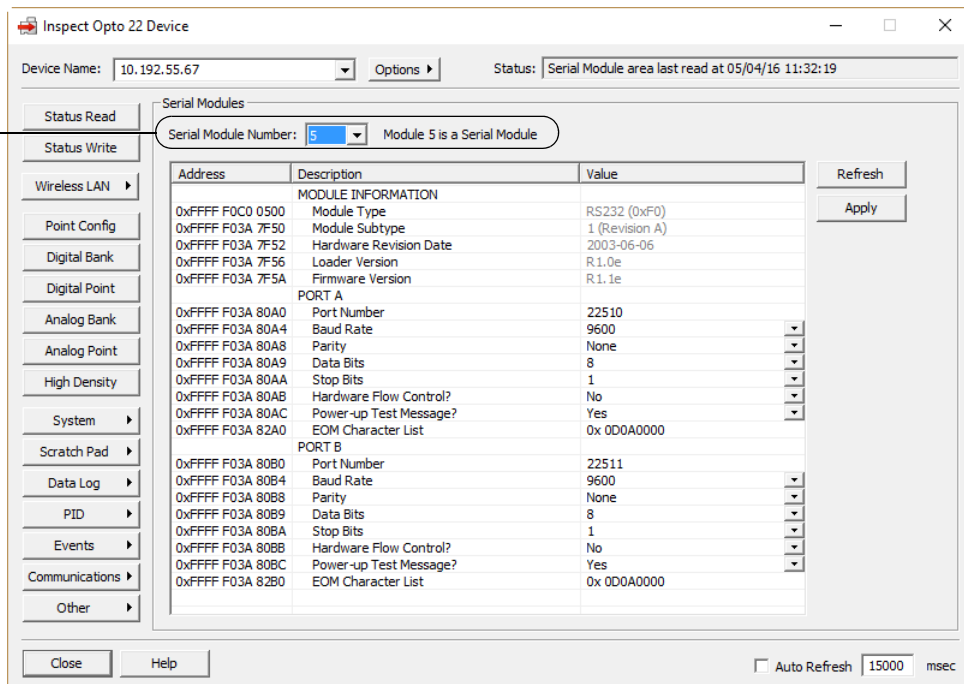 Inspect Opto 22 Device
Device Name: 10.192.55.67 Options Status: Serial Module area last read at 05/04/16 11:32:19
Status Read
Status Write
Wireless LAN
Point Config
Digital Bank
Digital Point
Analog Bank
Analog Point
High Density
System
Scratch Pad
Data Log
PID
Events
Communications
Other
Serial Modules
Serial Module Number: 5 Module 5 is a Serial Module
Address Description Value
MODULE INFORMATION
0xFFFF F0C0 0500 Module Type RS232 (0xF0)
0xFFFF F03A 7F50 Module Subtype 1 (Revision A)
0xFFFF F03A 7F52 Hardware Revision Date 2003-06-06
0xFFFF F03A 7F56 Loader Version R1.0e
0xFFFF F03A 7F5A Firmware Version R1.1e
PORT A
0xFFFF F03A 80A0 Port Number 22510
0xFFFF F03A 80A4 Baud Rate 9600
0xFFFF F03A 80A8 Parity None
0xFFFF F03A 80A9 Data Bits 8
0xFFFF F03A 80AA Stop Bits 1
0xFFFF F03A 80AB Hardware Flow Control? No
0xFFFF F03A 80AC Power-up Test Message? Yes
0xFFFF F03A 82A0 EOM Character List 0x 0D0A0000
PORT B
0xFFFF F03A 80B0 Port Number 22511
0xFFFF F03A 80B4 Baud Rate 9600
0xFFFF F03A 80B8 Parity None
0xFFFF F03A 80B9 Data Bits 8
0xFFFF F03A 80BA Stop Bits 1
0xFFFF F03A 80BB Hardware Flow Control? No
0xFFFF F03A 80BC Power-up Test Message? Yes
0xFFFF F03A 82B0 EOM Character List 0x 0D0A0000
Refresh
Apply
Close Help Auto Refresh 15000 msec